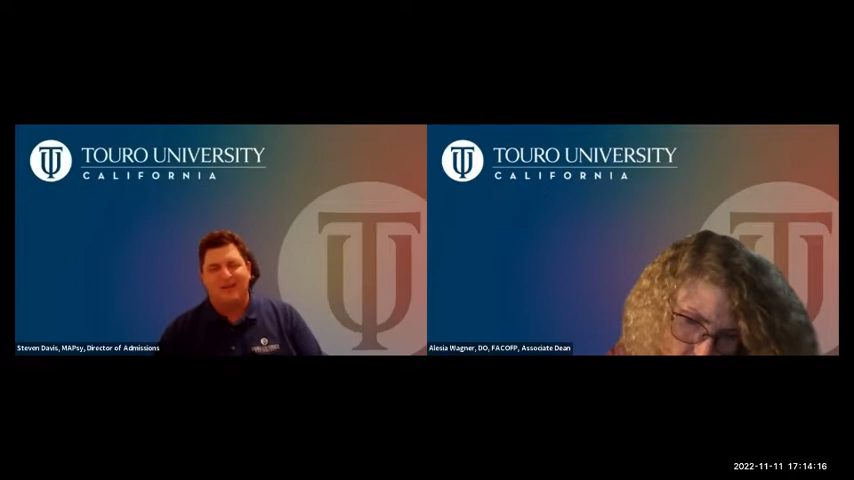 TOURO UNIVERSITY
CALIFORNIA
TOURO UNIVERSITY
CALIFORNIA
Steven Davis, MAPsy, Director of Admissions
Alesia Wagner, DO, FACOFP, Associate Dean
2022-11-11 17:14:16